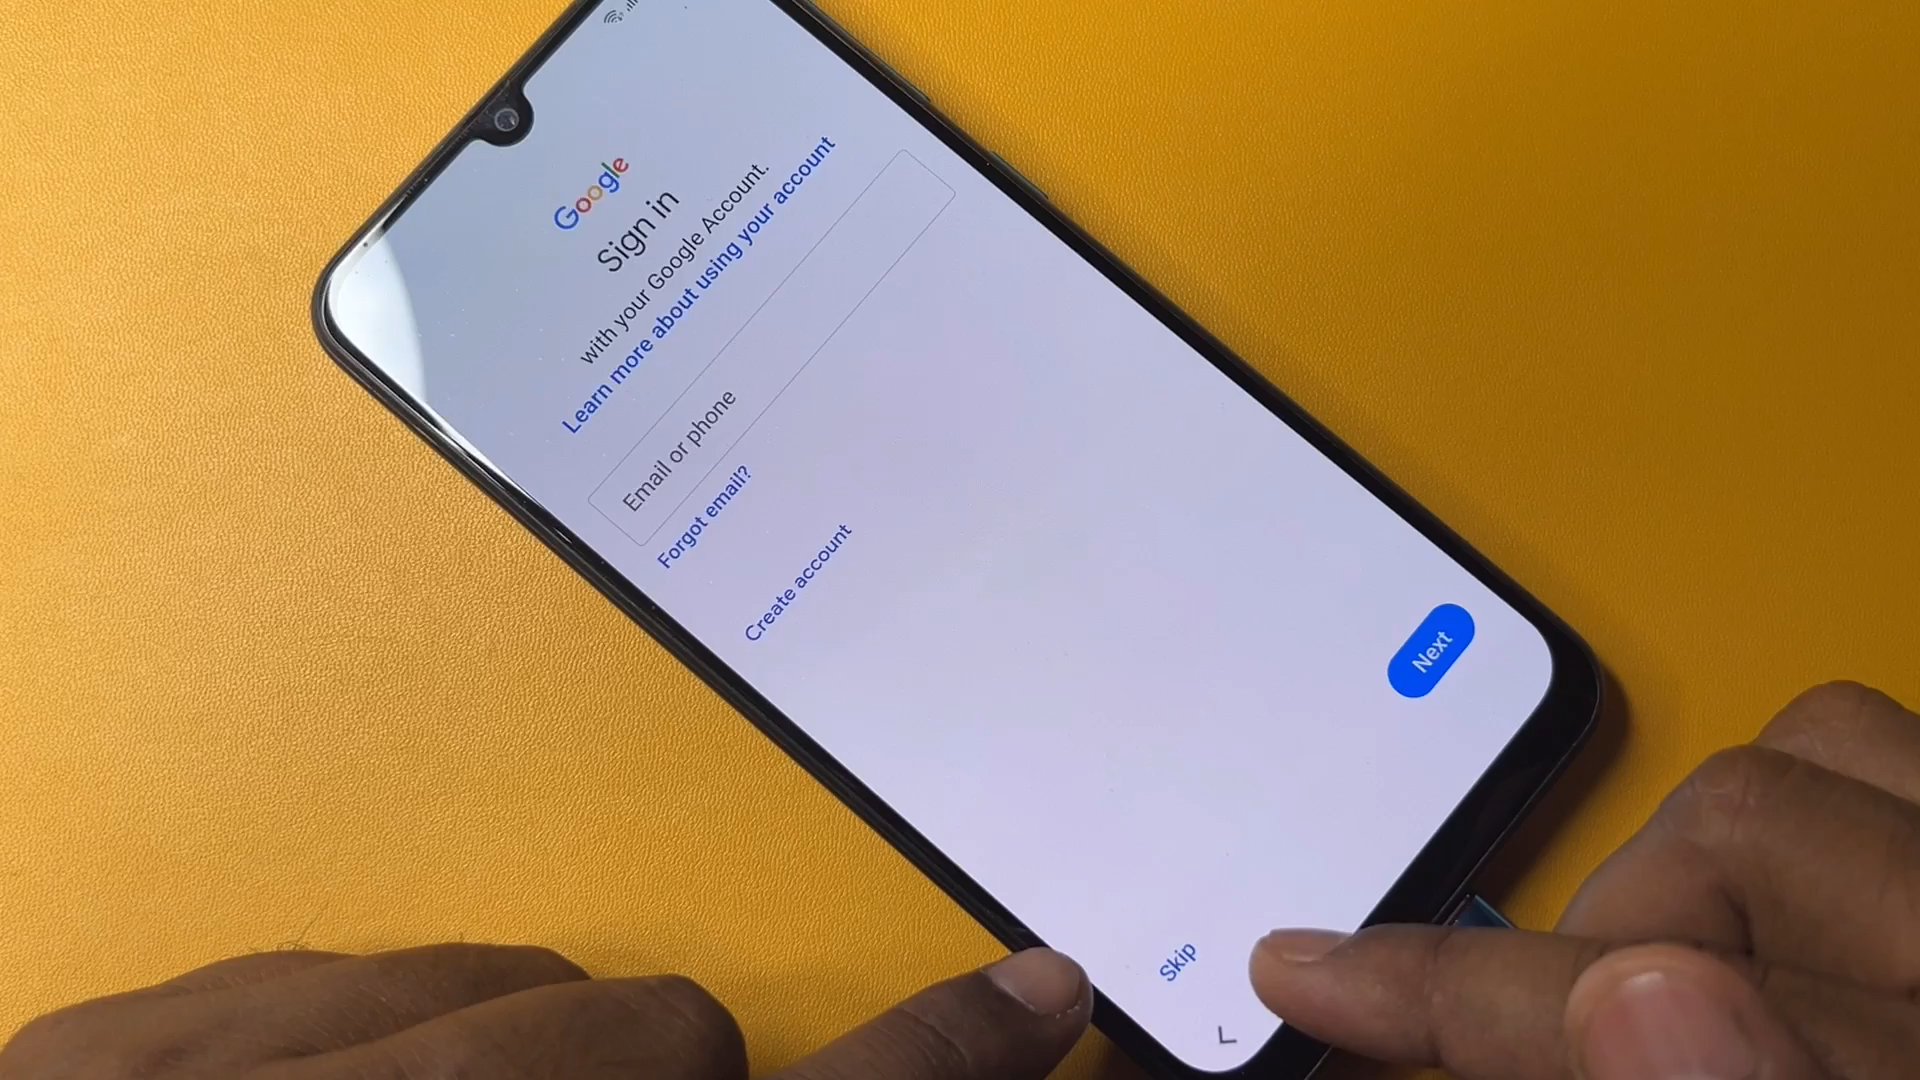 Google
Sign in
with your Google Account.
Learn more about using your account
Email or phone
Forgot email?
Create account
Next
Skip